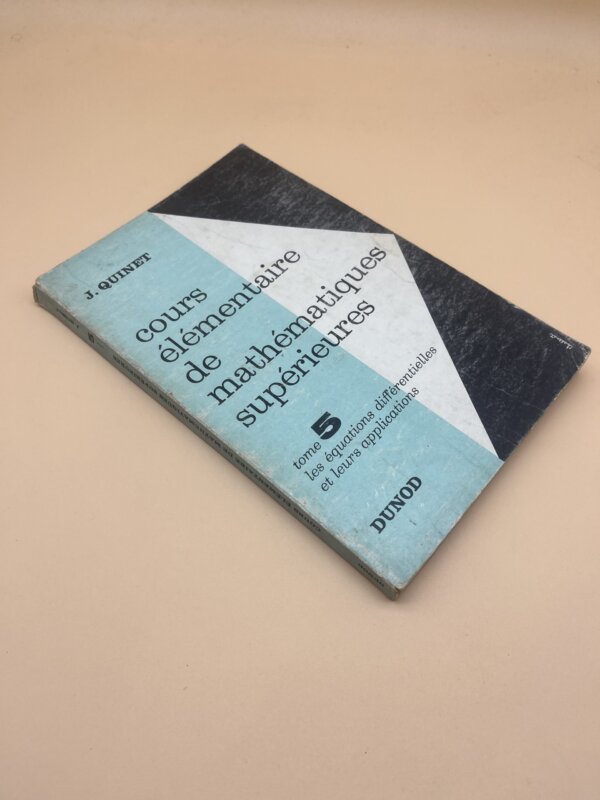 J. QUINET
cours
élémentaire
de
mathématiques
supérieures
tome 5
les équations différentielles
et leurs applications
DUNOD